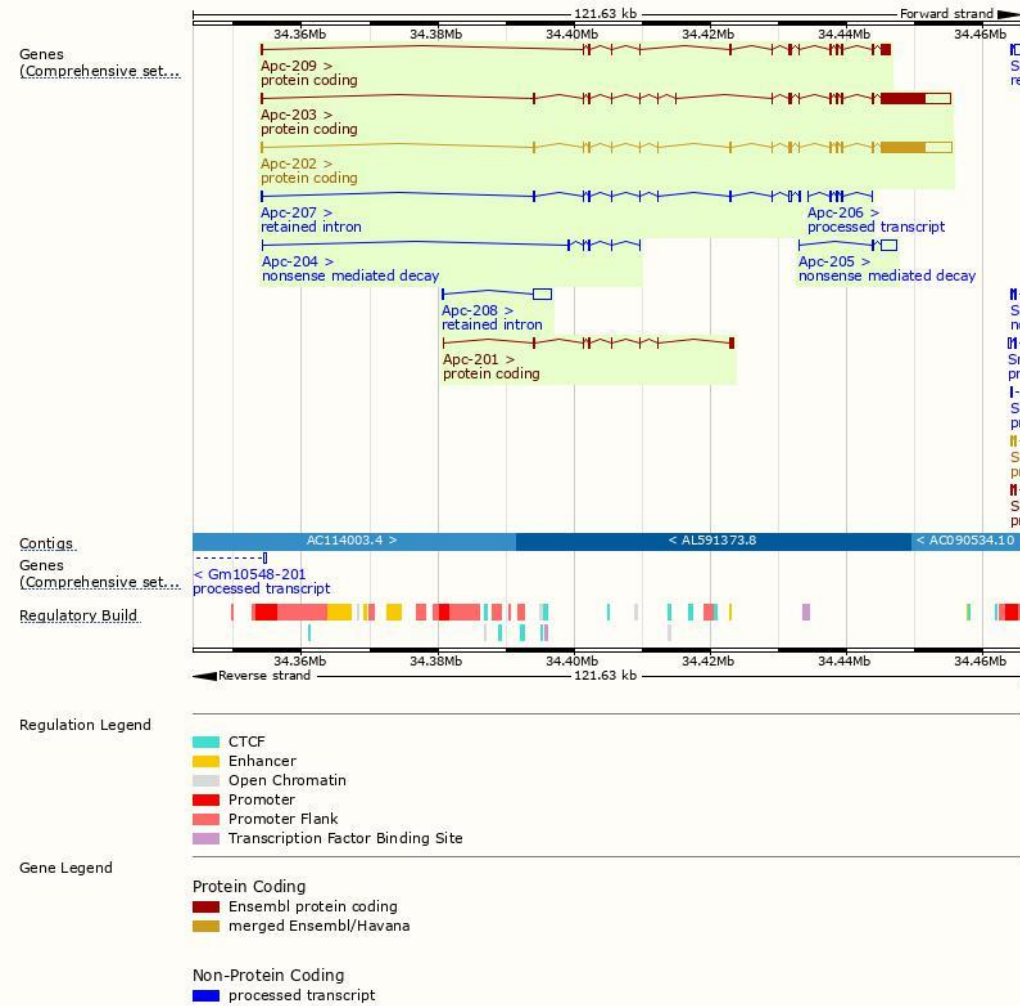 121.63 kb Forward strand
34.36Mb 34.38Mb 34.40Mb 34.42Mb 34.44Mb 34.46Mb
Genes
(Comprehensive set...
Apc-209 >
protein coding
Apc-203 >
protein coding
Apc-202 >
protein coding
Apc-207 >
retained intron
Apc-206 >
processed transcript
Apc-204 >
nonsense mediated decay
Apc-205 >
nonsense mediated decay
Apc-208 >
retained intron
Apc-201 >
protein coding
Contigs
AC114003.4 > < AL591373.8 < AC090534.10
Genes
(Comprehensive set...
< Gm10548-201
processed transcript
Regulatory Build
34.36Mb 34.38Mb 34.40Mb 34.42Mb 34.44Mb 34.46Mb
Reverse strand 121.63 kb
Regulation Legend
CTCF
Enhancer
Open Chromatin
Promoter
Promoter Flank
Transcription Factor Binding Site
Gene Legend
Protein Coding
Ensembl protein coding
merged Ensembl/Havana
Non-Protein Coding
processed transcript